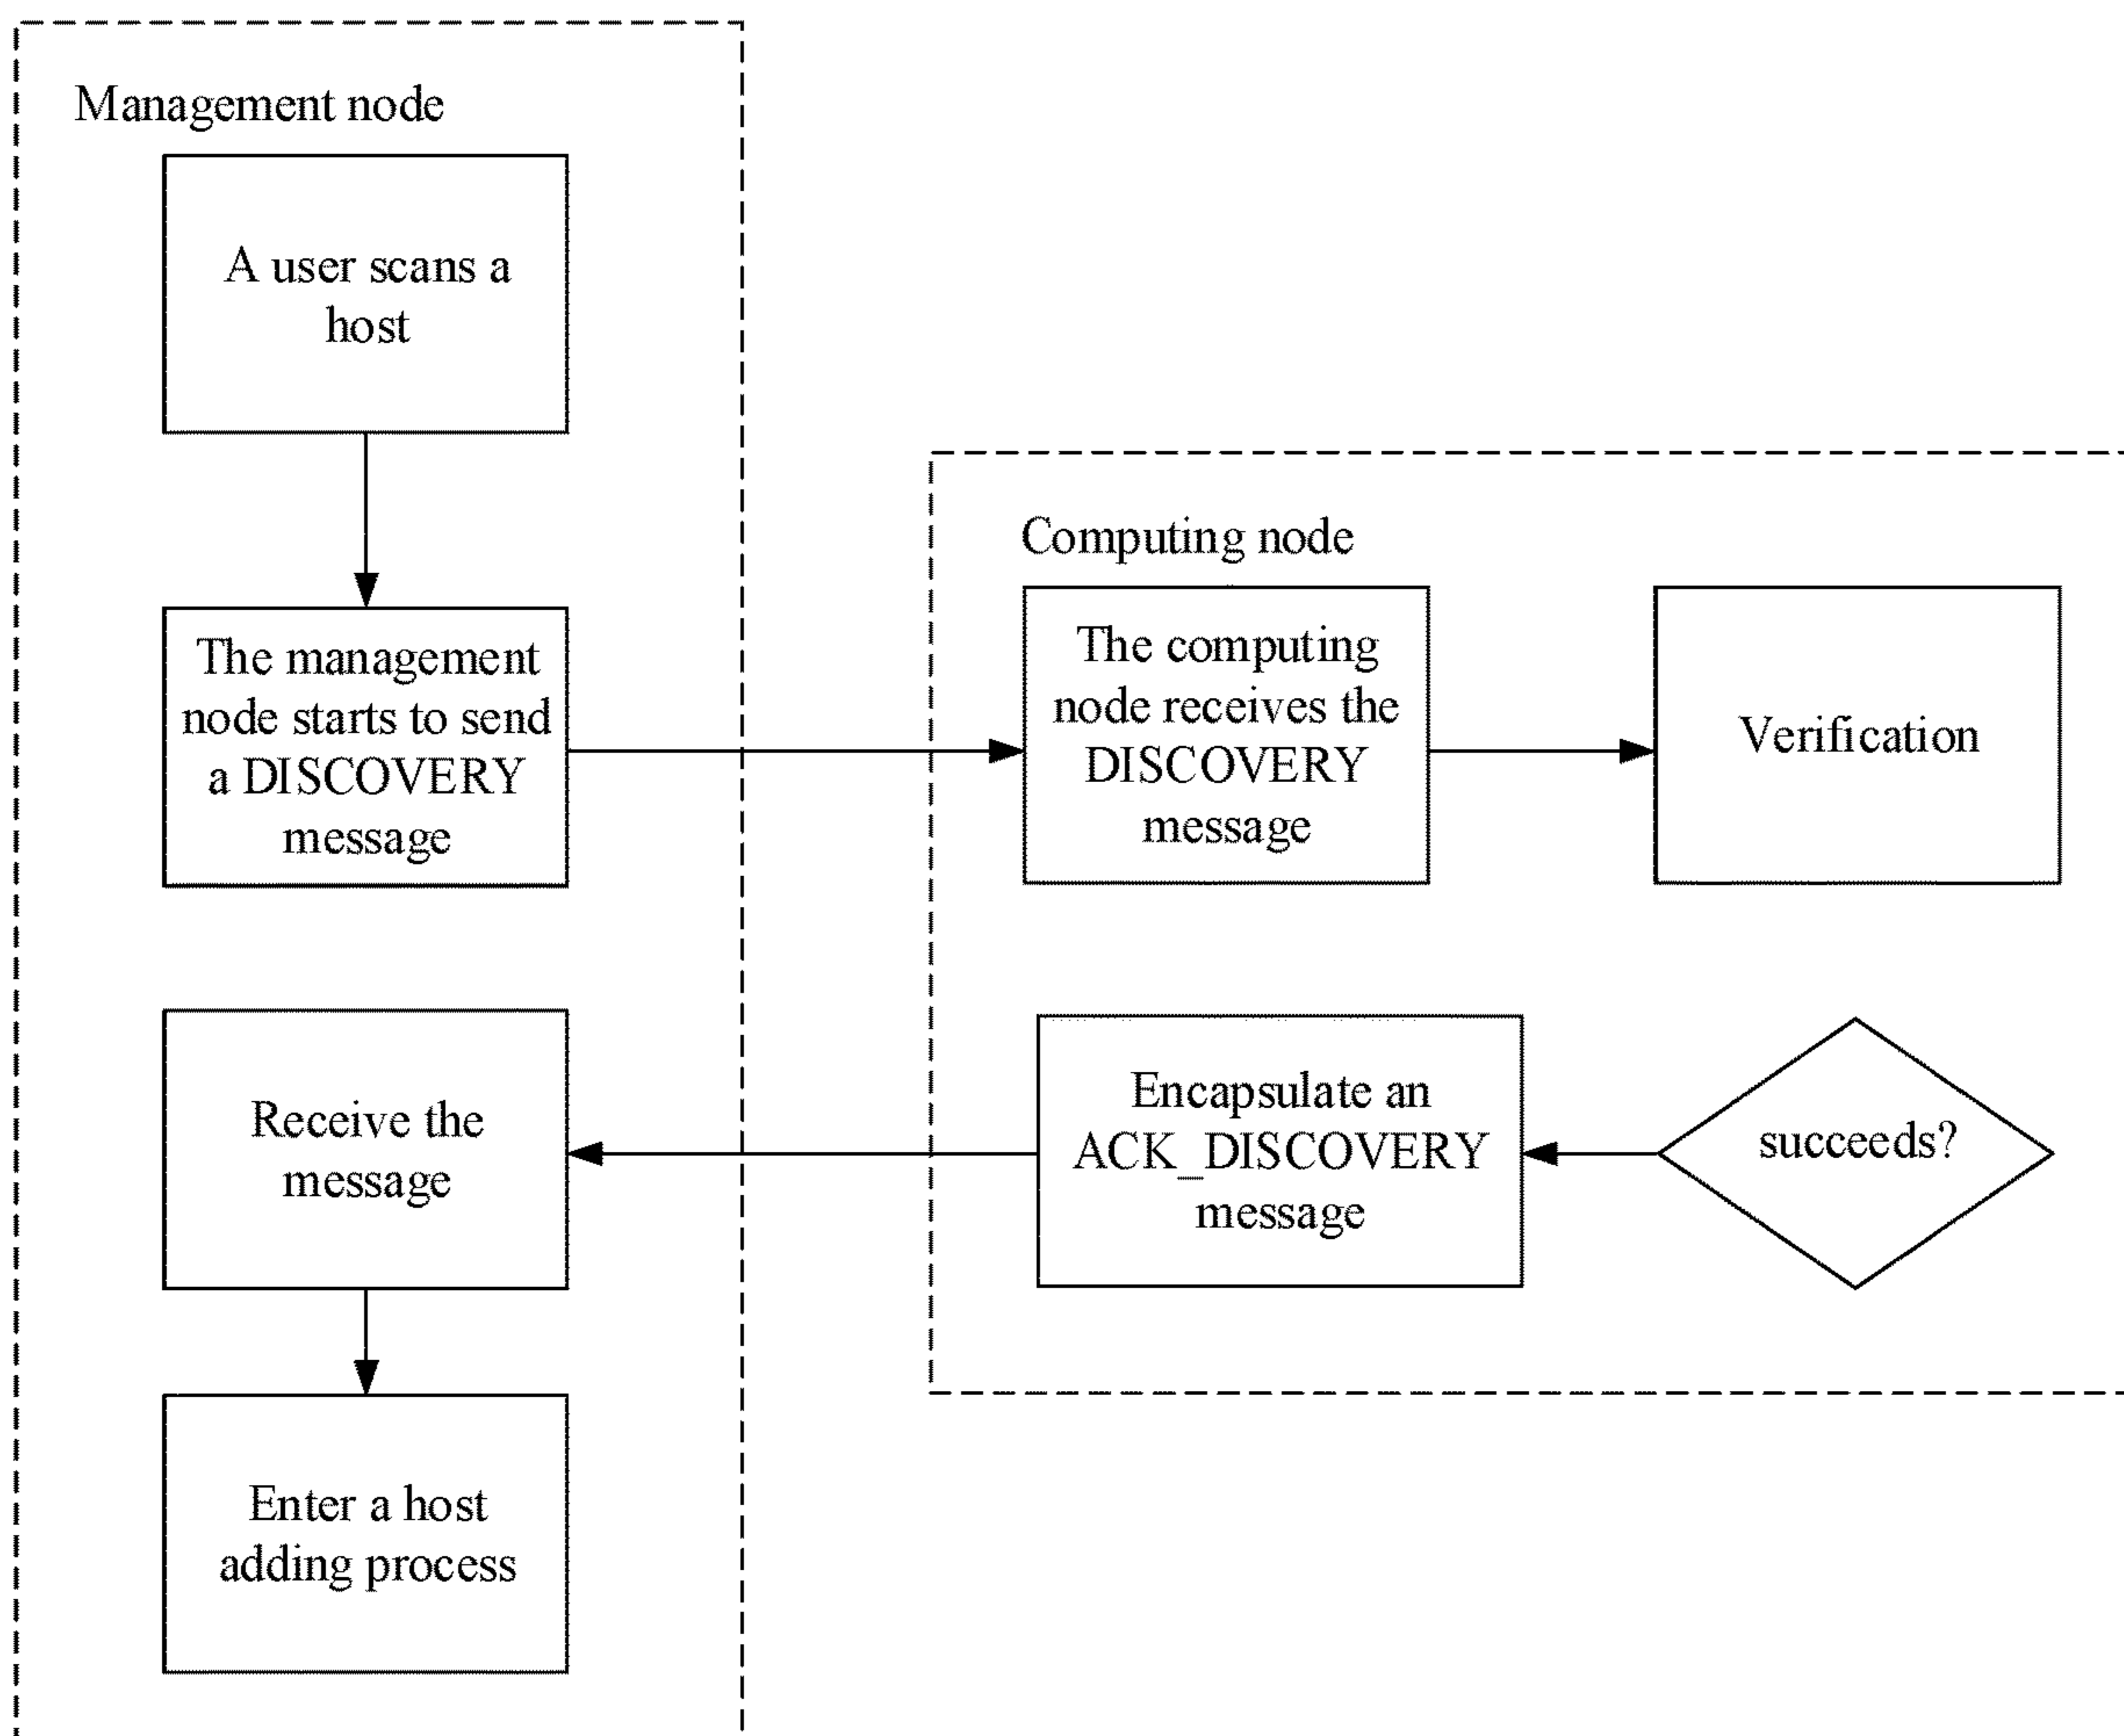 Management node
A user scans a
host
The management
node starts to send
a DISCOVERY
message
Computing node
The computing
node receives the
DISCOVERY
message
Verification
succeeds?
Encapsulate an
ACK_DISCOVERY
message
Receive the
message
Enter a host
adding process